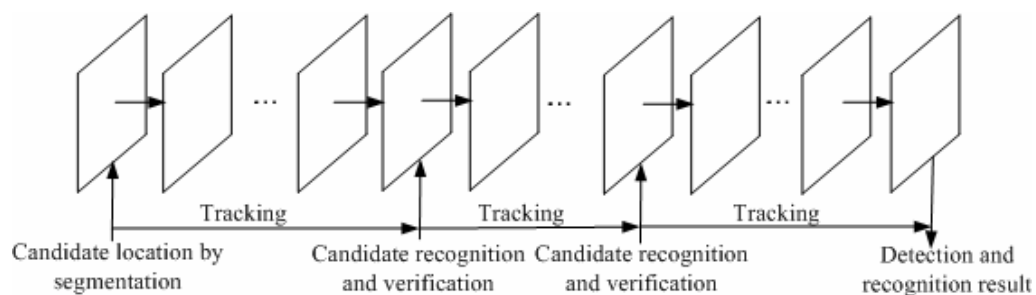 ... ... ...
Tracking Tracking Tracking
Candidate location by segmentation
Candidate recognition and verification
Candidate recognition and verification
Detection and recognition result